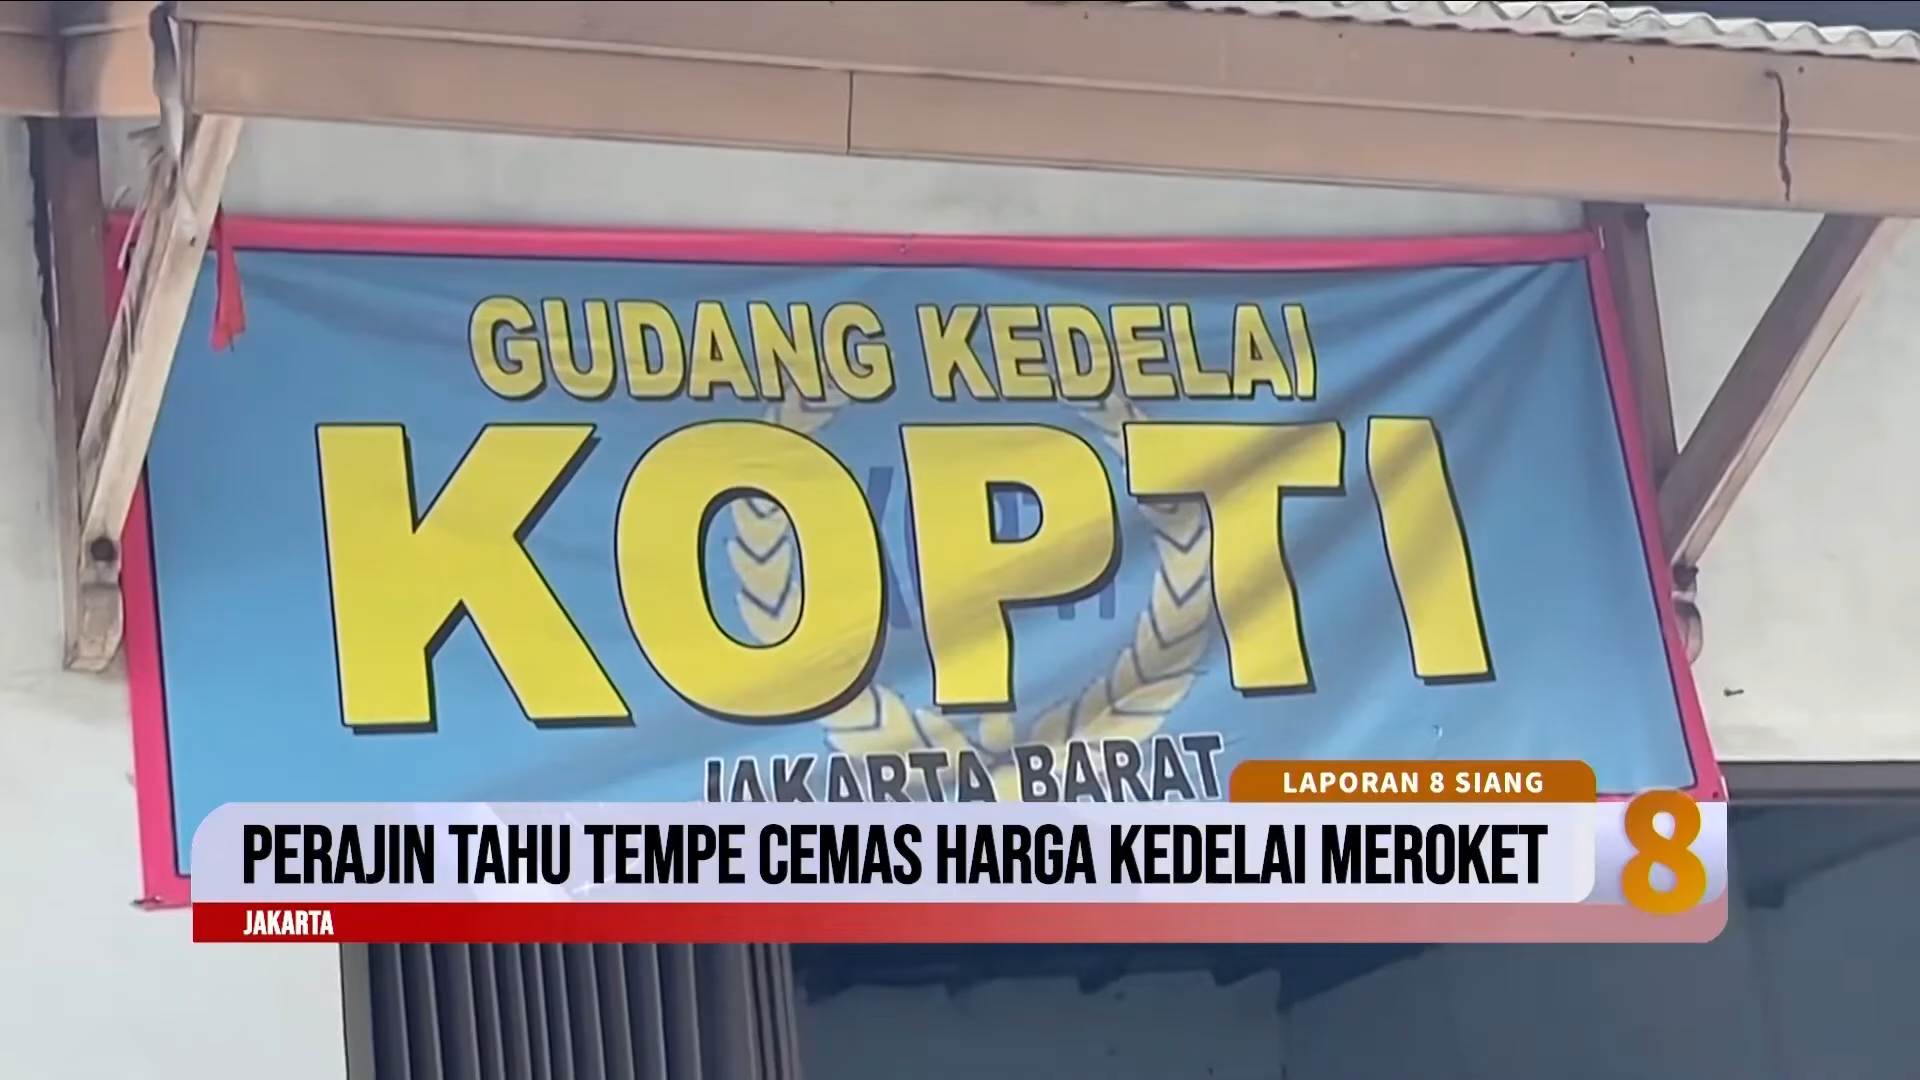 GUDANG KEDELAI
KOPTI
JAKARTA BARAT
LAPORAN 8 SIANG
PERAJIN TAHU TEMPE CEMAS HARGA KEDELAI MEROKET
8
JAKARTA